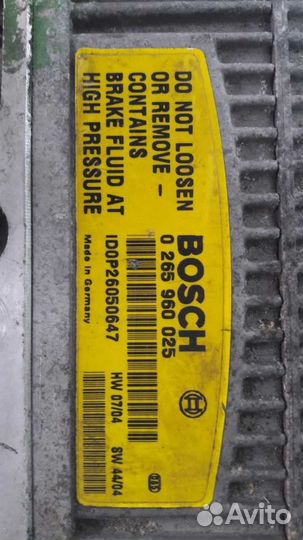 DO NOT LOOSEN
OR REMOVE -
CONTAINS
BRAKE FLUID AT
HIGH PRESSURE
BOSCH
0 265 960 025
ID0P26050647
Made in Germany
HW 07/04 SW 44/04
Avito